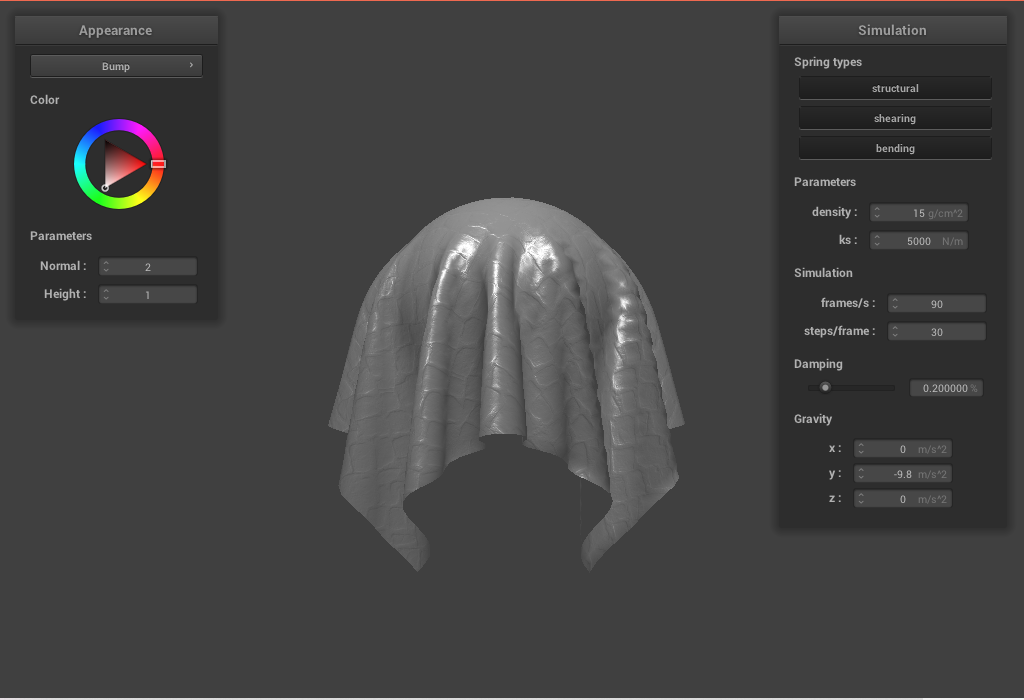 Appearance
Bump ›
Color
Parameters
Normal : 2
Height : 1
Simulation
Spring types
structural
shearing
bending
Parameters
density : 15 g/cm^2
ks : 5000 N/m
Simulation
frames/s : 90
steps/frame : 30
Damping
0.200000 %
Gravity
x : 0 m/s^2
y : -9.8 m/s^2
z : 0 m/s^2